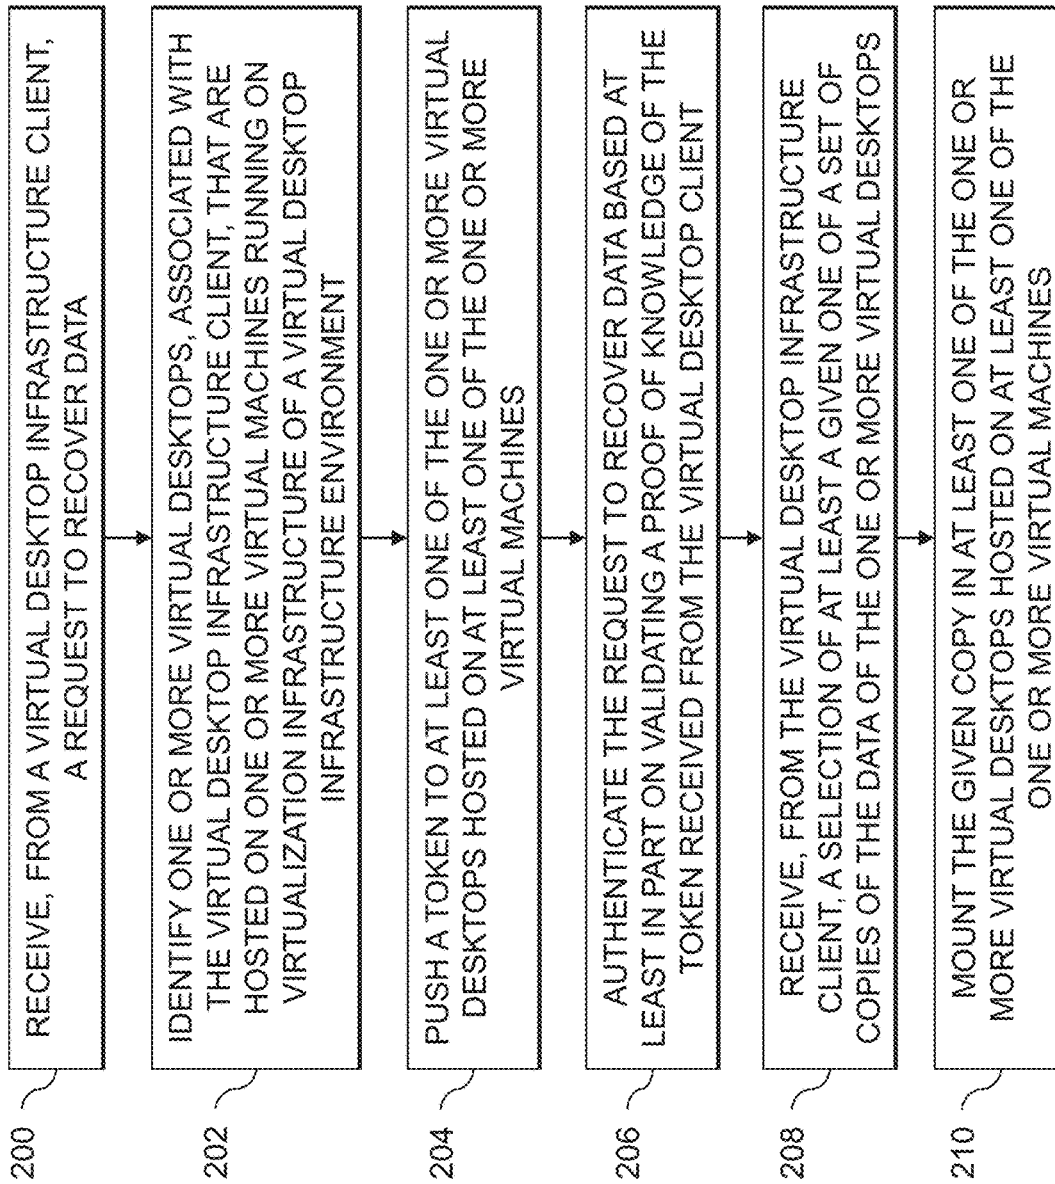 200
RECEIVE, FROM A VIRTUAL DESKTOP INFRASTRUCTURE CLIENT,
A REQUEST TO RECOVER DATA
202
IDENTIFY ONE OR MORE VIRTUAL DESKTOPS, ASSOCIATED WITH
THE VIRTUAL DESKTOP INFRASTRUCTURE CLIENT, THAT ARE
HOSTED ON ONE OR MORE VIRTUAL MACHINES RUNNING ON
VIRTUALIZATION INFRASTRUCTURE OF A VIRTUAL DESKTOP
INFRASTRUCTURE ENVIRONMENT
204
PUSH A TOKEN TO AT LEAST ONE OF THE ONE OR MORE VIRTUAL
DESKTOPS HOSTED ON AT LEAST ONE OF THE ONE OR MORE
VIRTUAL MACHINES
206
AUTHENTICATE THE REQUEST TO RECOVER DATA BASED AT
LEAST IN PART ON VALIDATING A PROOF OF KNOWLEDGE OF THE
TOKEN RECEIVED FROM THE VIRTUAL DESKTOP CLIENT
208
RECEIVE, FROM THE VIRTUAL DESKTOP INFRASTRUCTURE
CLIENT, A SELECTION OF AT LEAST A GIVEN ONE OF A SET OF
COPIES OF THE DATA OF THE ONE OR MORE VIRTUAL DESKTOPS
210
MOUNT THE GIVEN COPY IN AT LEAST ONE OF THE ONE OR
MORE VIRTUAL DESKTOPS HOSTED ON AT LEAST ONE OF THE
ONE OR MORE VIRTUAL MACHINES